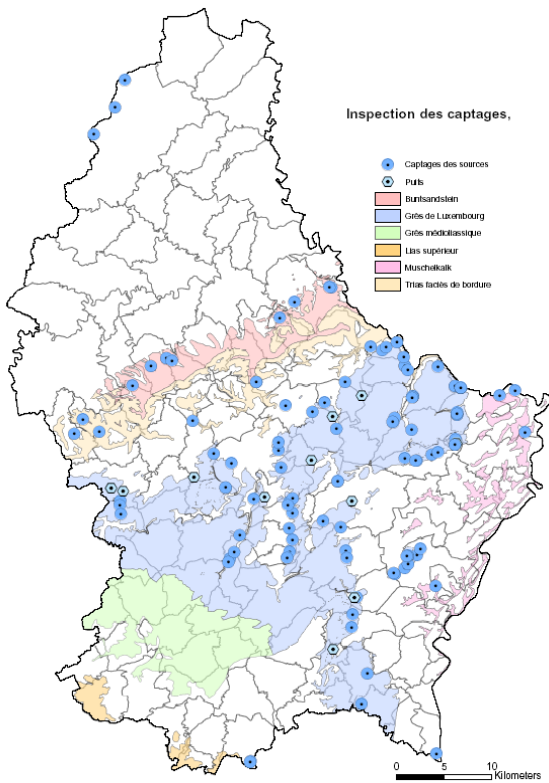 Inspection des captages,
Captages des sources
Puits
Buntsandstein
Grès de Luxembourg
Grès médioliassique
Lias supérieur
Muschelkalk
Trias faciès de bordure
0 5 10
Kilometers